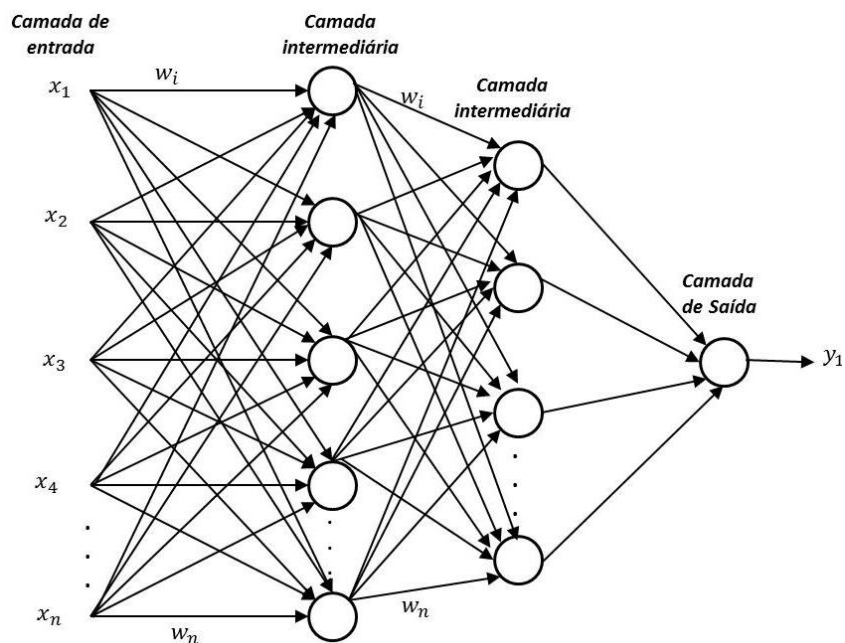 Camada de
entrada
Camada
intermediária
Camada
intermediária
Camada
de Saída
x₁
x₂
x₃
x₄
.
.
.
xₙ
wᵢ
wₙ
.
.
.
wᵢ
wₙ
.
.
.
y₁